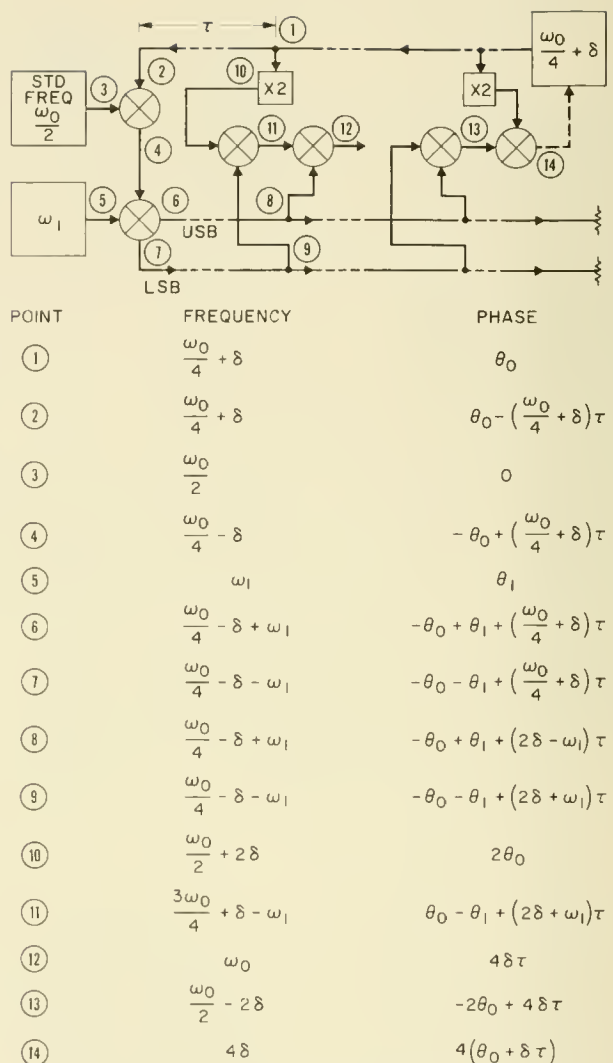 τ
①
ω₀/4 + δ
②
⑩
X2
X2
STD
FREQ
ω₀/2
③
⑪
⑫
⑬
④
⑭
ω₁
⑤
⑥
⑧
USB
⑦
⑨
LSB
POINT FREQUENCY PHASE
① ω₀/4 + δ θ₀
② ω₀/4 + δ θ₀ − (ω₀/4 + δ) τ
③ ω₀/2 0
④ ω₀/4 − δ −θ₀ + (ω₀/4 + δ) τ
⑤ ω₁ θ₁
⑥ ω₀/4 − δ + ω₁ −θ₀ + θ₁ + (ω₀/4 + δ) τ
⑦ ω₀/4 − δ − ω₁ −θ₀ − θ₁ + (ω₀/4 + δ) τ
⑧ ω₀/4 − δ + ω₁ −θ₀ + θ₁ + (2δ − ω₁) τ
⑨ ω₀/4 − δ − ω₁ −θ₀ − θ₁ + (2δ + ω₁) τ
⑩ ω₀/2 + 2δ 2θ₀
⑪ 3ω₀/4 + δ − ω₁ θ₀ − θ₁ + (2δ + ω₁)τ
⑫ ω₀ 4δτ
⑬ ω₀/2 − 2δ −2θ₀ + 4δτ
⑭ 4δ 4(θ₀ + δτ)